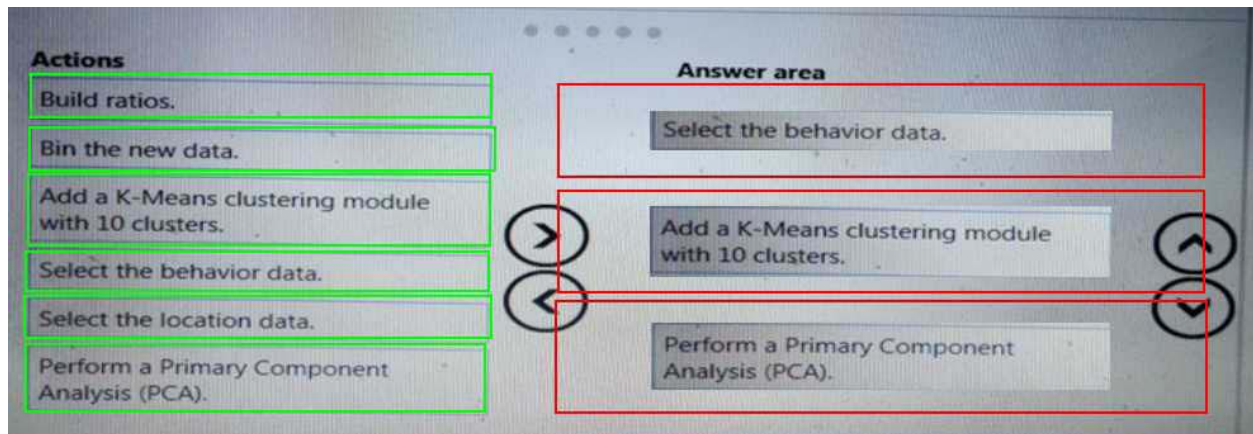 Actions
Build ratios.
Bin the new data.
Add a K-Means clustering module
with 10 clusters.
Select the behavior data.
Select the location data.
Perform a Primary Component
Analysis (PCA).
Answer area
Select the behavior data.
Add a K-Means clustering module
with 10 clusters.
Perform a Primary Component
Analysis (PCA).